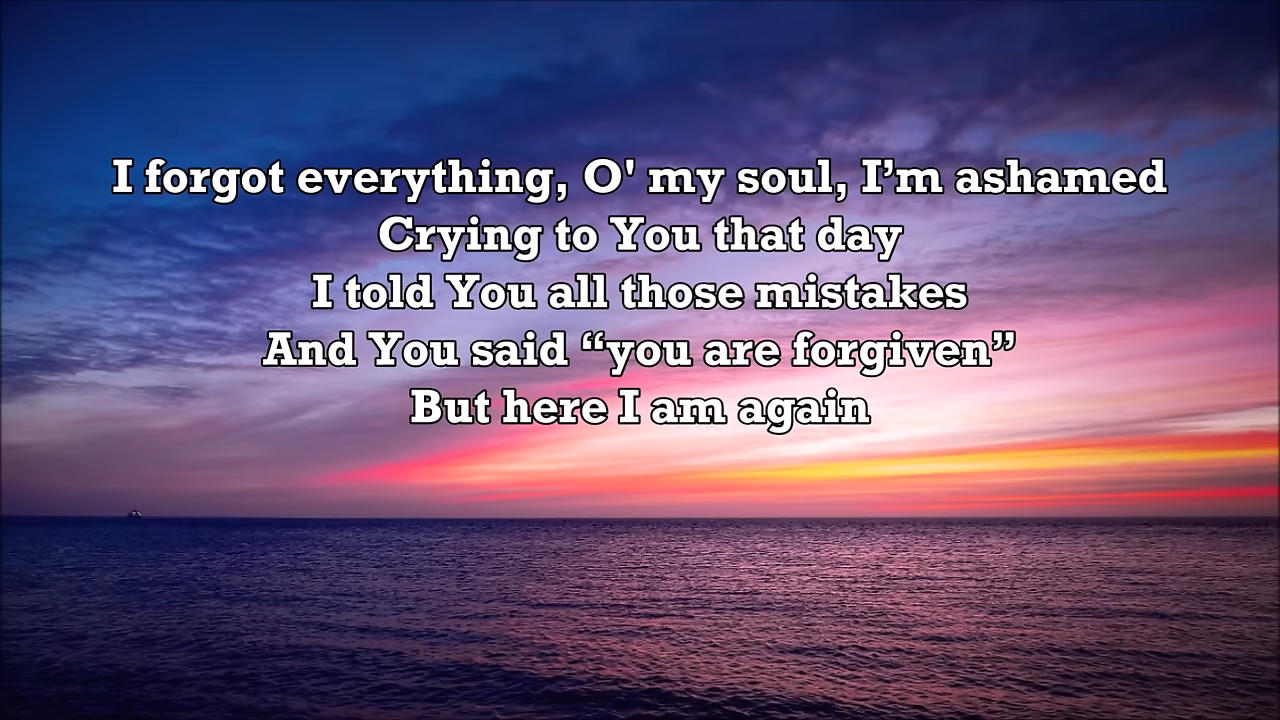 I forgot everything, O' my soul, I’m ashamed
Crying to You that day
I told You all those mistakes
And You said “you are forgiven”
But here I am again